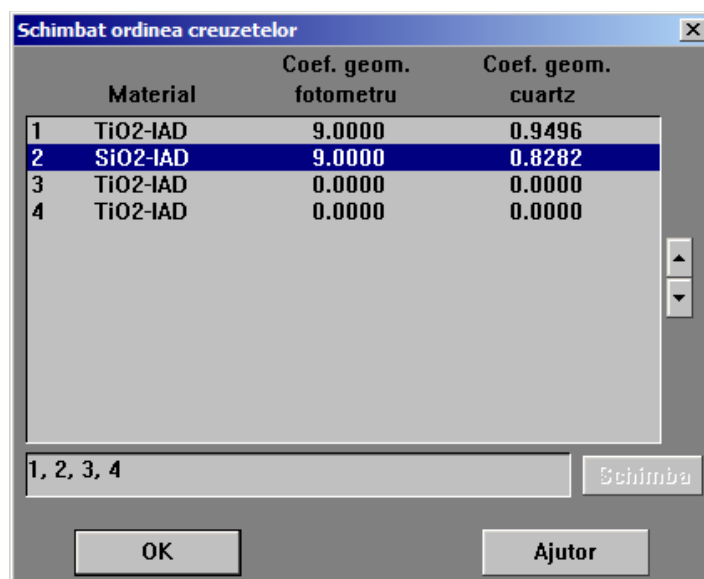 Schimbat ordinea creuzetelor
Material Coef. geom. fotometru Coef. geom. cuartz
1 TiO2-IAD 9.0000 0.9496
2 SiO2-IAD 9.0000 0.8282
3 TiO2-IAD 0.0000 0.0000
4 TiO2-IAD 0.0000 0.0000
1, 2, 3, 4
Schimba
OK Ajutor